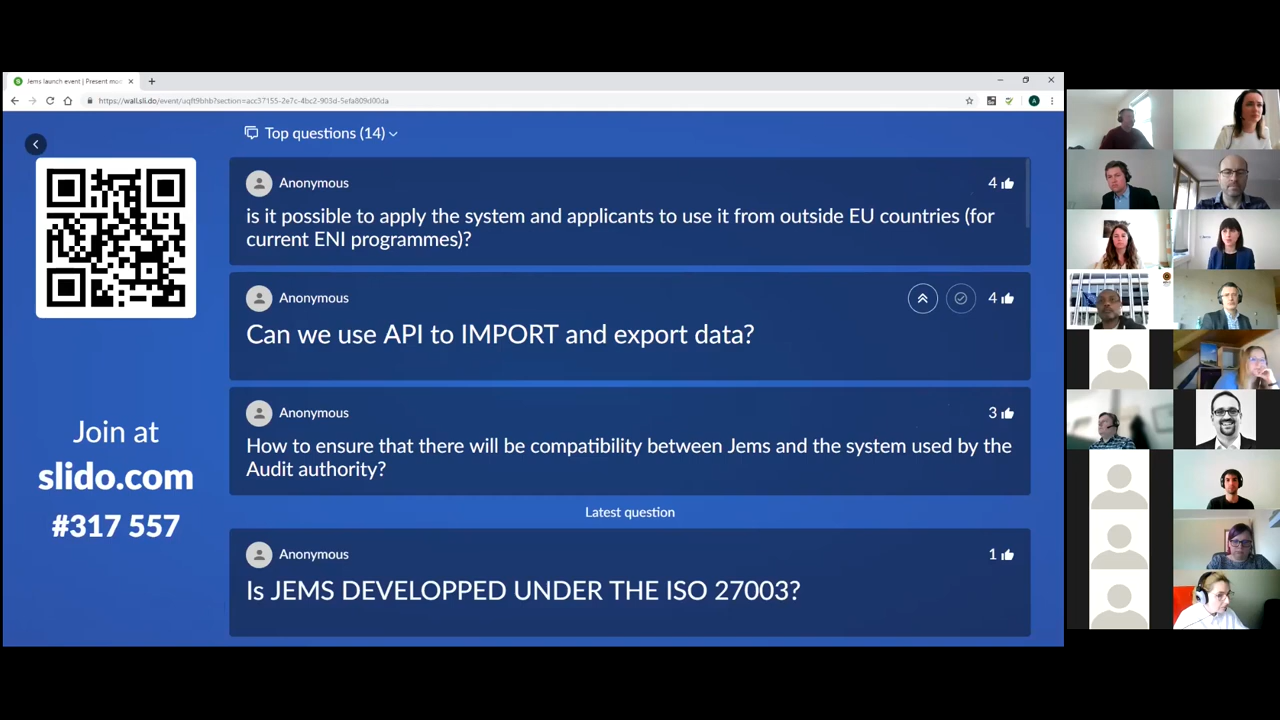 Jems launch event | Present mo
https://wall.sli.do/event/uqft9bhb?section=acc37155-2e7c-4bc2-903d-5efa809d00da
A
Top questions (14)
Anonymous
4
is it possible to apply the system and applicants to use it from outside EU countries (for
current ENI programmes)?
Anonymous
4
Can we use API to IMPORT and export data?
Anonymous
3
How to ensure that there will be compatibility between Jems and the system used by the
Audit authority?
Latest question
Anonymous
1
Is JEMS DEVELOPPED UNDER THE ISO 27003?
Join at
slido.com
#317 557